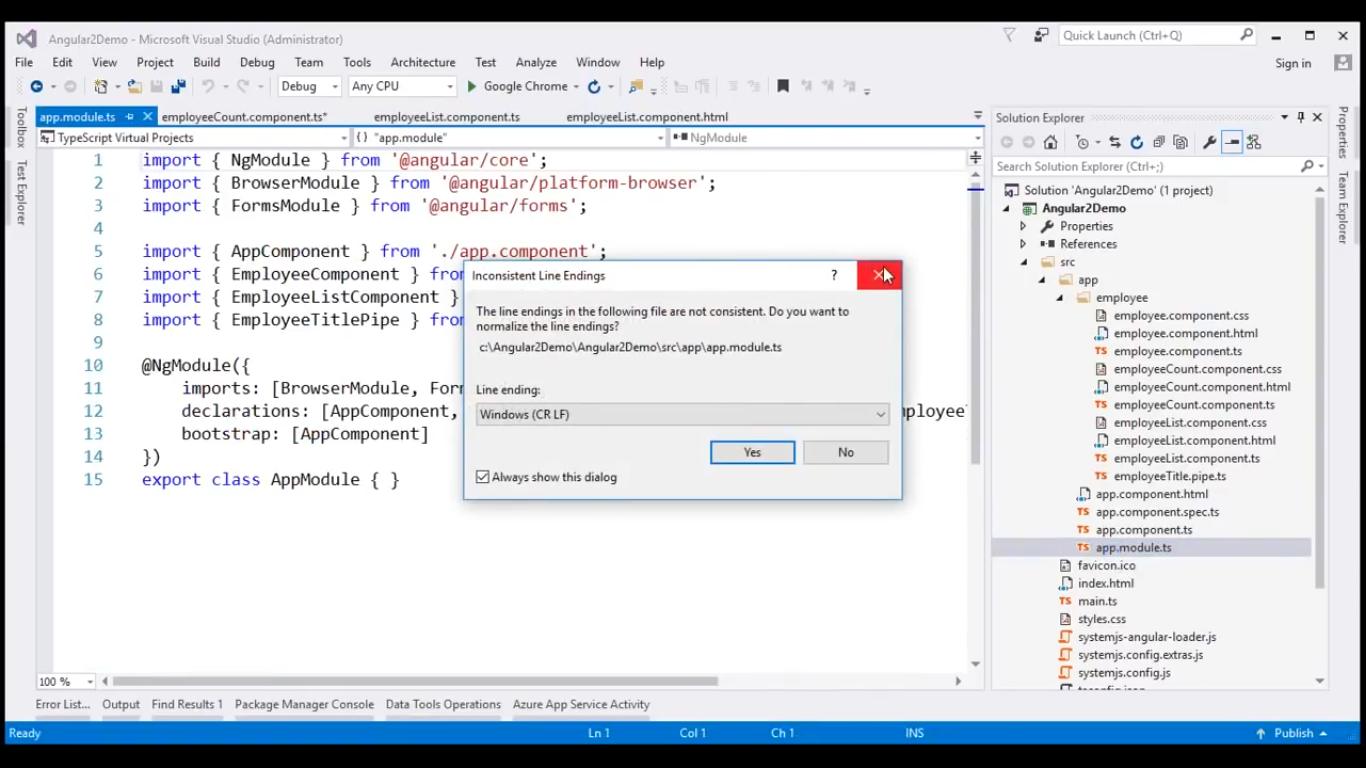 Angular2Demo - Microsoft Visual Studio (Administrator)
Quick Launch (Ctrl+Q)
File Edit View Project Build Debug Team Tools Architecture Test Analyze Window Help
Sign in
Debug Any CPU Google Chrome
app.module.ts employeeCount.component.ts* employeeList.component.ts employeeList.component.html
TypeScript Virtual Projects {} "app.module" NgModule
Toolbox
Test Explorer
1 import { NgModule } from '@angular/core';
2 import { BrowserModule } from '@angular/platform-browser';
3 import { FormsModule } from '@angular/forms';
4
5 import { AppComponent } from './app.component';
6 import { EmployeeComponent } from
7 import { EmployeeListComponent }
8 import { EmployeeTitlePipe } from
9
10 @NgModule({
11 imports: [BrowserModule,
12 declarations: [AppComponent,
13 bootstrap: [AppComponent]
14 })
15 export class AppModule { }
Inconsistent Line Endings ?
The line endings in the following file are not consistent. Do you want to
normalize the line endings?
c:\Angular2Demo\Angular2Demo\src\app\app.module.ts
Line ending:
Windows (CR LF)
Yes No
Always show this dialog
100 %
Solution Explorer
Search Solution Explorer (Ctrl+;)
Solution 'Angular2Demo' (1 project)
Angular2Demo
Properties
References
src
app
employee
employee.component.css
employee.component.html
employee.component.ts
employeeCount.component.css
employeeCount.component.html
employeeCount.component.ts
employeeList.component.css
employeeList.component.html
employeeList.component.ts
employeeTitle.pipe.ts
app.component.html
app.component.spec.ts
app.component.ts
app.module.ts
favicon.ico
index.html
main.ts
styles.css
systemjs-angular-loader.js
systemjs.config.extras.js
systemjs.config.js
Properties
Team Explorer
Error List... Output Find Results 1 Package Manager Console Data Tools Operations Azure App Service Activity
Ready Ln 1 Col 1 Ch 1 INS Publish